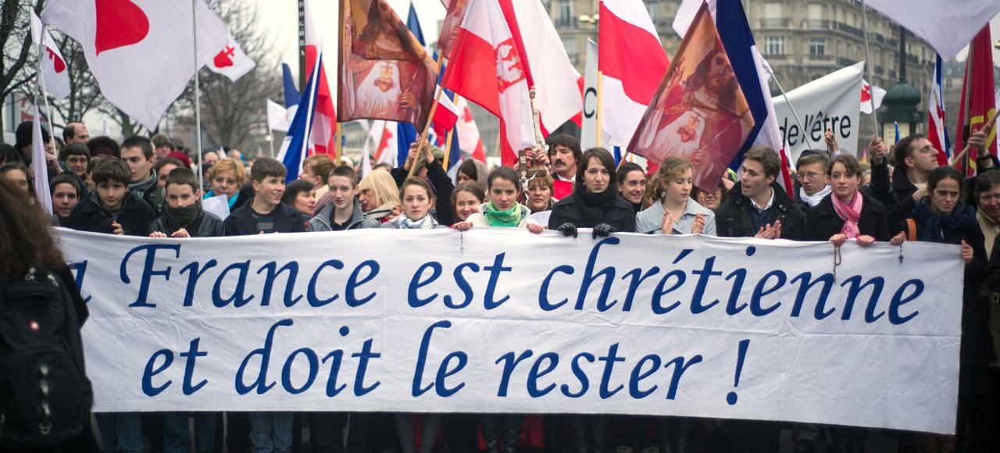 a France est chrétienne
et doit le rester !
de l'être
C